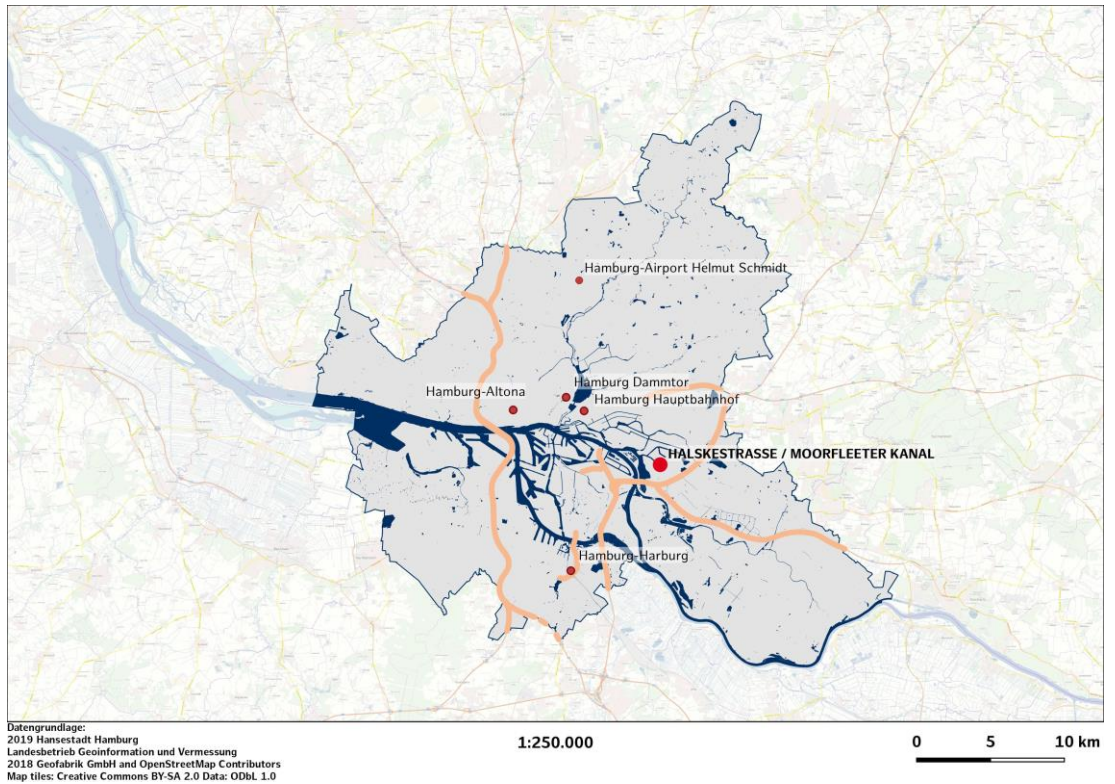 Hamburg-Airport Helmut Schmidt
Hamburg Dammtor
Hamburg-Altona
Hamburg Hauptbahnhof
HALSKESTRASSE / MOORFLEETER KANAL
Hamburg-Harburg
Datengrundlage:
2019 Hansestadt Hamburg
Landesbetrieb Geoinformation und Vermessung
2018 Geofabrik GmbH and OpenStreetMap Contributors
Map tiles: Creative Commons BY-SA 2.0 Data: ODbL 1.0
1:250.000
0 5 10 km